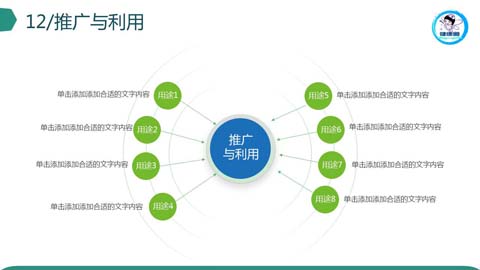 12/推广与利用
单击添加添加合适的文字内容
用途1
单击添加添加合适的文字内容
用途2
单击添加添加合适的文字内容
用途3
单击添加添加合适的文字内容
用途4
推广
与利用
用途5
单击添加添加合适的文字内容
用途6
单击添加添加合适的文字内容
用途7
单击添加添加合适的文字内容
用途8
单击添加添加合适的文字内容